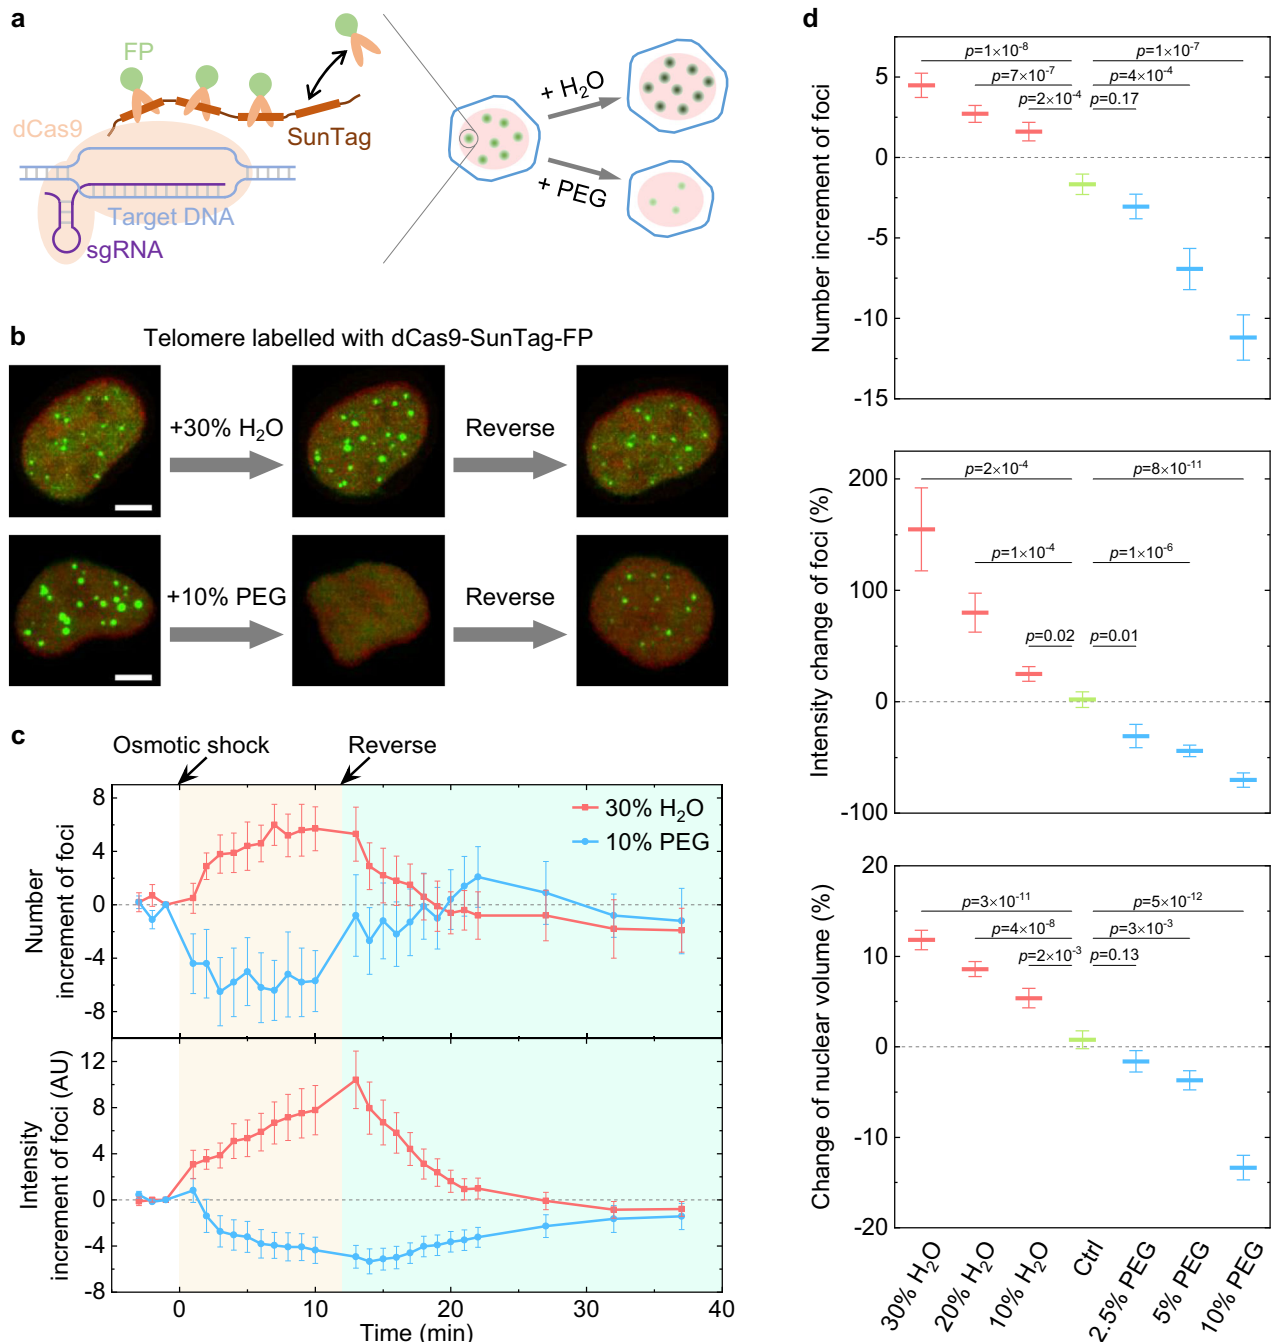 a
FP
dCas9
SunTag
Target DNA
sgRNA
+ H₂O
+ PEG
b
Telomere labelled with dCas9-SunTag-FP
+30% H₂O
Reverse
+10% PEG
Reverse
c
Osmotic shock
Reverse
Number
increment of foci
8
4
0
-4
-8
30% H₂O
10% PEG
Intensity
increment of foci (AU)
12
8
4
0
-4
-8
0
10
20
30
40
Time (min)
d
Number increment of foci
5
0
-5
-10
-15
p=1×10⁻⁸
p=1×10⁻⁷
p=7×10⁻⁷
p=4×10⁻⁴
p=2×10⁻⁴
p=0.17
Intensity change of foci (%)
200
100
0
-100
p=2×10⁻⁴
p=8×10⁻¹¹
p=1×10⁻⁴
p=1×10⁻⁶
p=0.02
p=0.01
Change of nuclear volume (%)
20
10
0
-10
-20
p=3×10⁻¹¹
p=5×10⁻¹²
p=4×10⁻⁸
p=3×10⁻³
p=2×10⁻³
p=0.13
30% H₂O
20% H₂O
10% H₂O
Ctrl
2.5% PEG
5% PEG
10% PEG